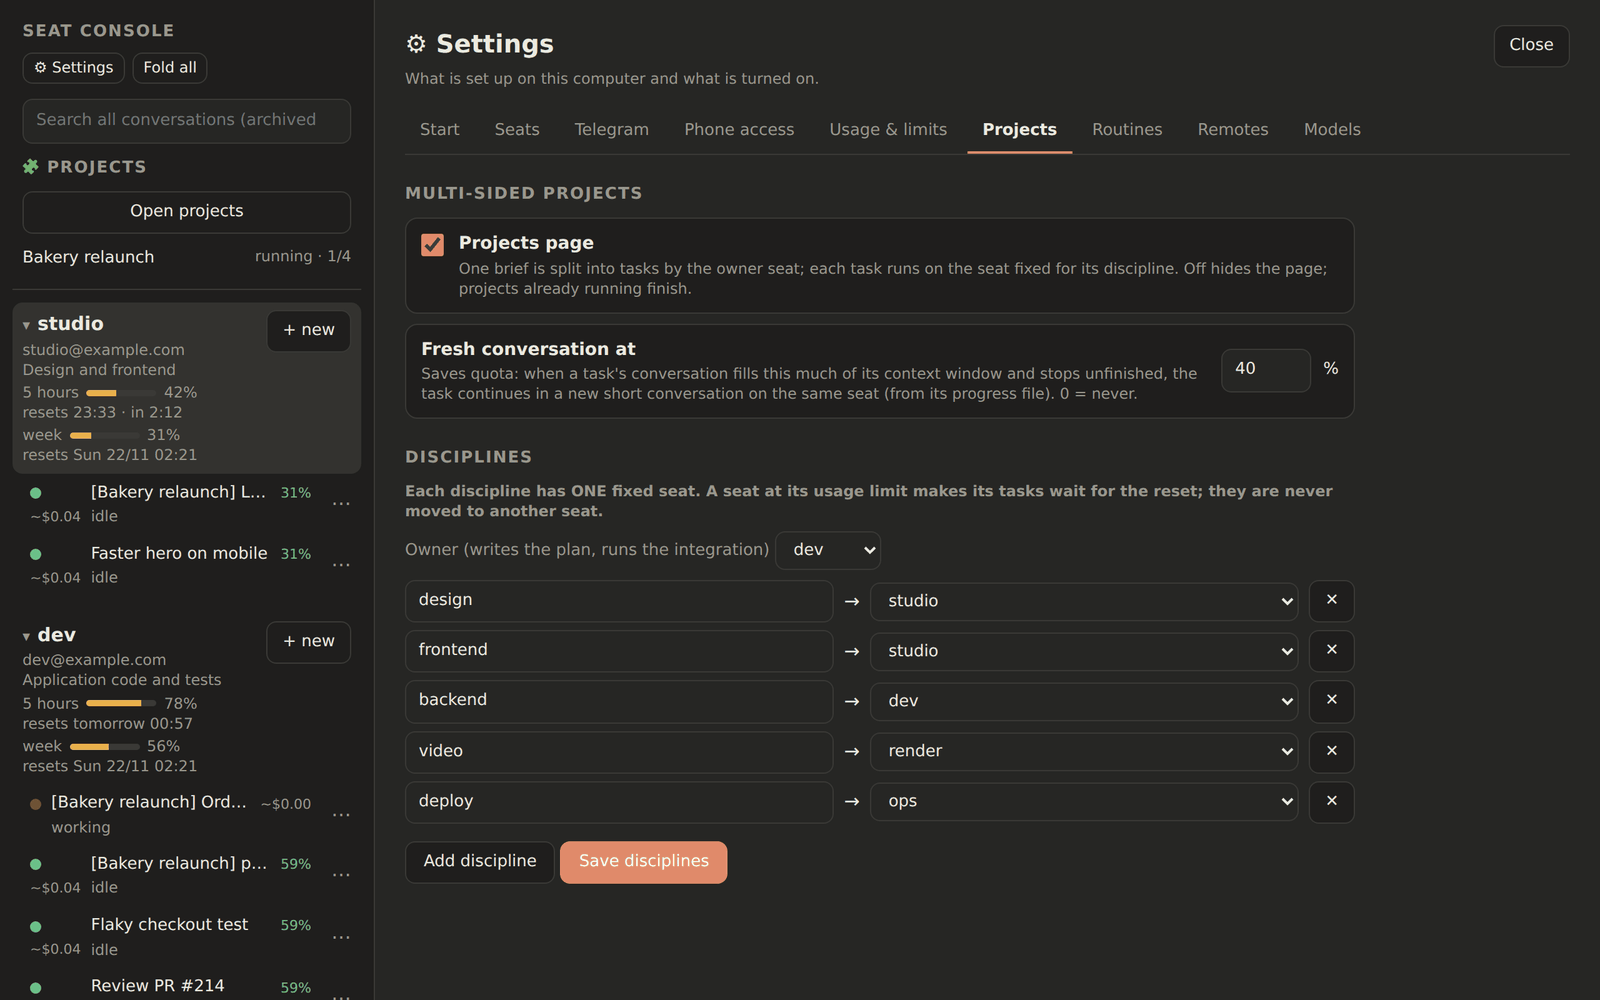 SEAT CONSOLE
⚙ Settings
Fold all
Search all conversations (archived
PROJECTS
Open projects
Bakery relaunch
running · 1/4
▾ studio
+ new
studio@example.com
Design and frontend
5 hours 42%
resets 23:33 · in 2:12
week 31%
resets Sun 22/11 02:21
[Bakery relaunch] L… 31%
~$0.04 idle
…
Faster hero on mobile 31%
~$0.04 idle
…
▾ dev
+ new
dev@example.com
Application code and tests
5 hours 78%
resets tomorrow 00:57
week 56%
resets Sun 22/11 02:21
[Bakery relaunch] Ord… ~$0.00
working
…
[Bakery relaunch] p… 59%
~$0.04 idle
…
Flaky checkout test 59%
~$0.04 idle
…
Review PR #214 59%
…
⚙ Settings
Close
What is set up on this computer and what is turned on.
Start Seats Telegram Phone access Usage & limits Projects Routines Remotes Models
MULTI-SIDED PROJECTS
Projects page
One brief is split into tasks by the owner seat; each task runs on the seat fixed for its discipline. Off hides the page;
projects already running finish.
Fresh conversation at
Saves quota: when a task's conversation fills this much of its context window and stops unfinished, the
task continues in a new short conversation on the same seat (from its progress file). 0 = never.
40 %
DISCIPLINES
Each discipline has ONE fixed seat. A seat at its usage limit makes its tasks wait for the reset; they are never
moved to another seat.
Owner (writes the plan, runs the integration) dev
design → studio ✕
frontend → studio ✕
backend → dev ✕
video → render ✕
deploy → ops ✕
Add discipline
Save disciplines